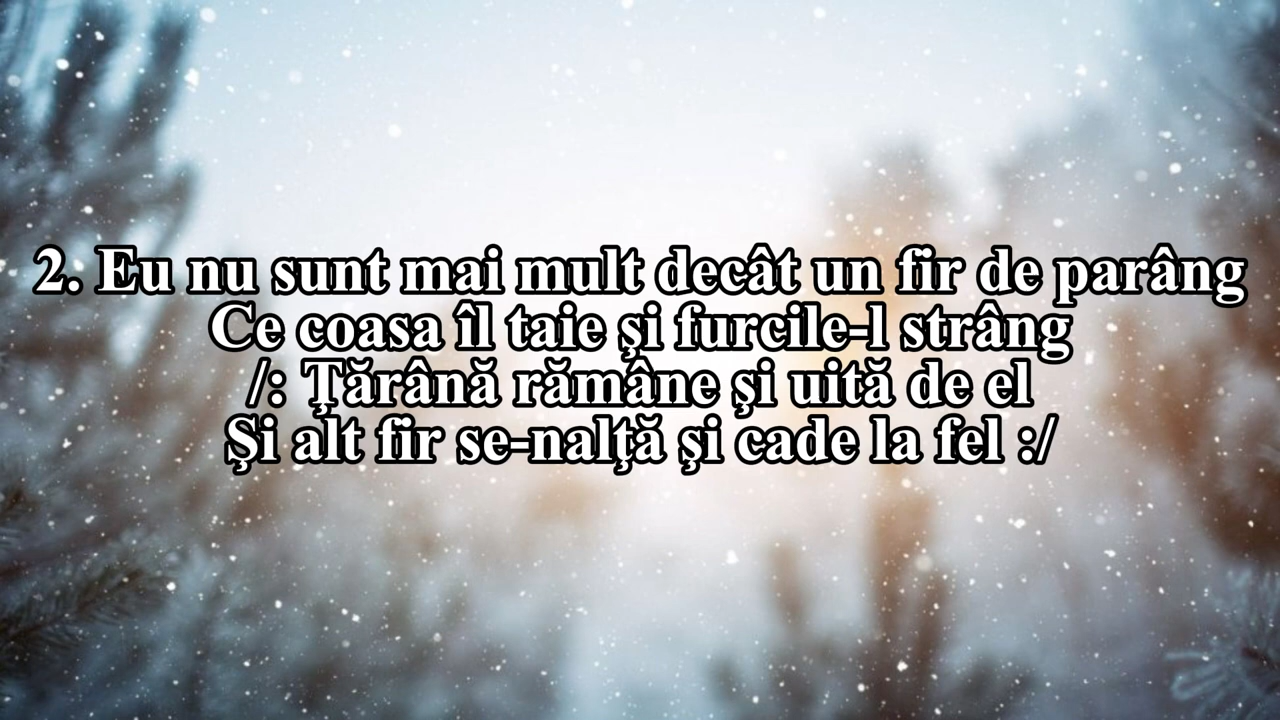 2. Eu nu sunt mai mult decât un fir de parâng
Ce coasa îl taie şi furcile-l strâng
/: Ţărână rămâne şi uită de el
Şi alt fir se-nalţă şi cade la fel :/